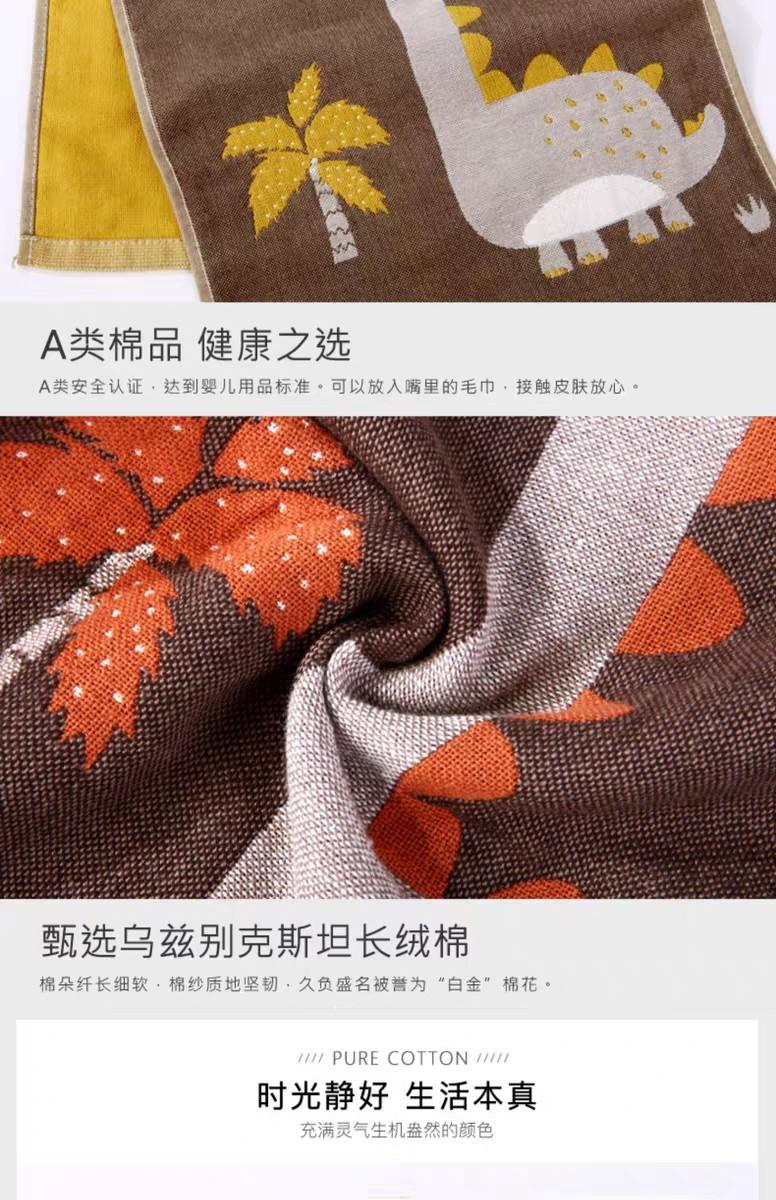 A类棉品 健康之选
A类安全认证，达到婴儿用品标准。可以放入嘴里的毛巾，接触皮肤放心。
甄选乌兹别克斯坦长绒棉
棉朵纤长细软，棉纱质地坚韧，久负盛名被誉为“白金”棉花。
//// PURE COTTON /////
时光静好 生活本真
充满灵气生机盎然的颜色